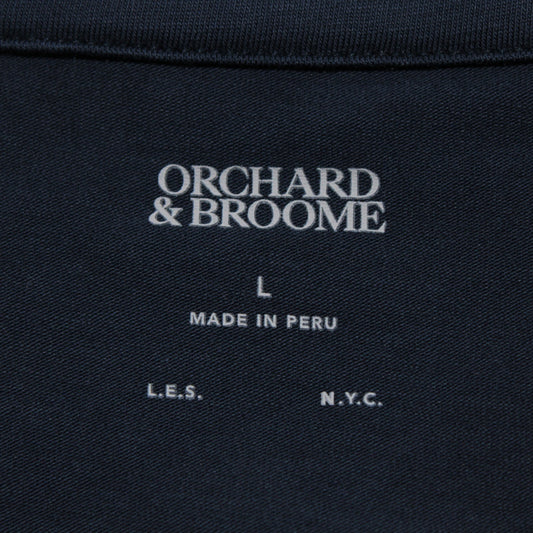 ORCHARD
& BROOME
L
MADE IN PERU
L.E.S. N.Y.C.